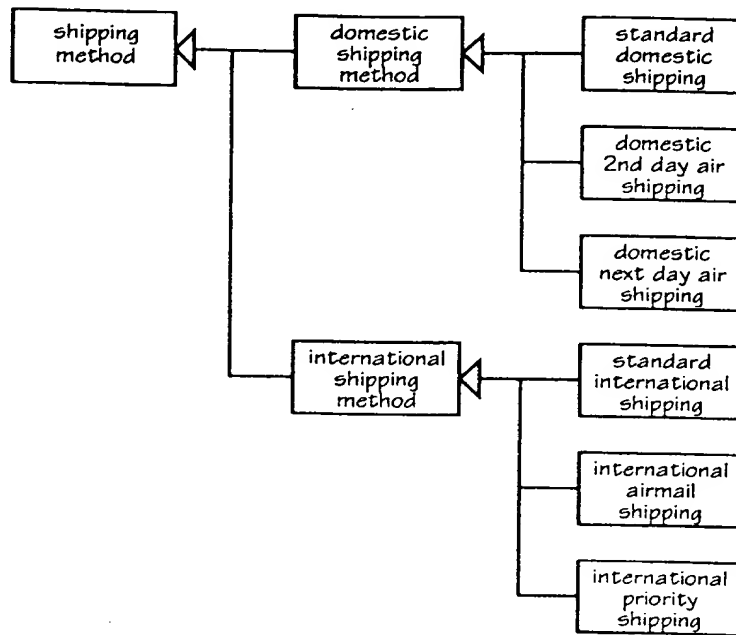 shipping
method
domestic
shipping
method
standard
domestic
shipping
domestic
2nd day air
shipping
domestic
next day air
shipping
international
shipping
method
standard
international
shipping
international
airmail
shipping
international
priority
shipping